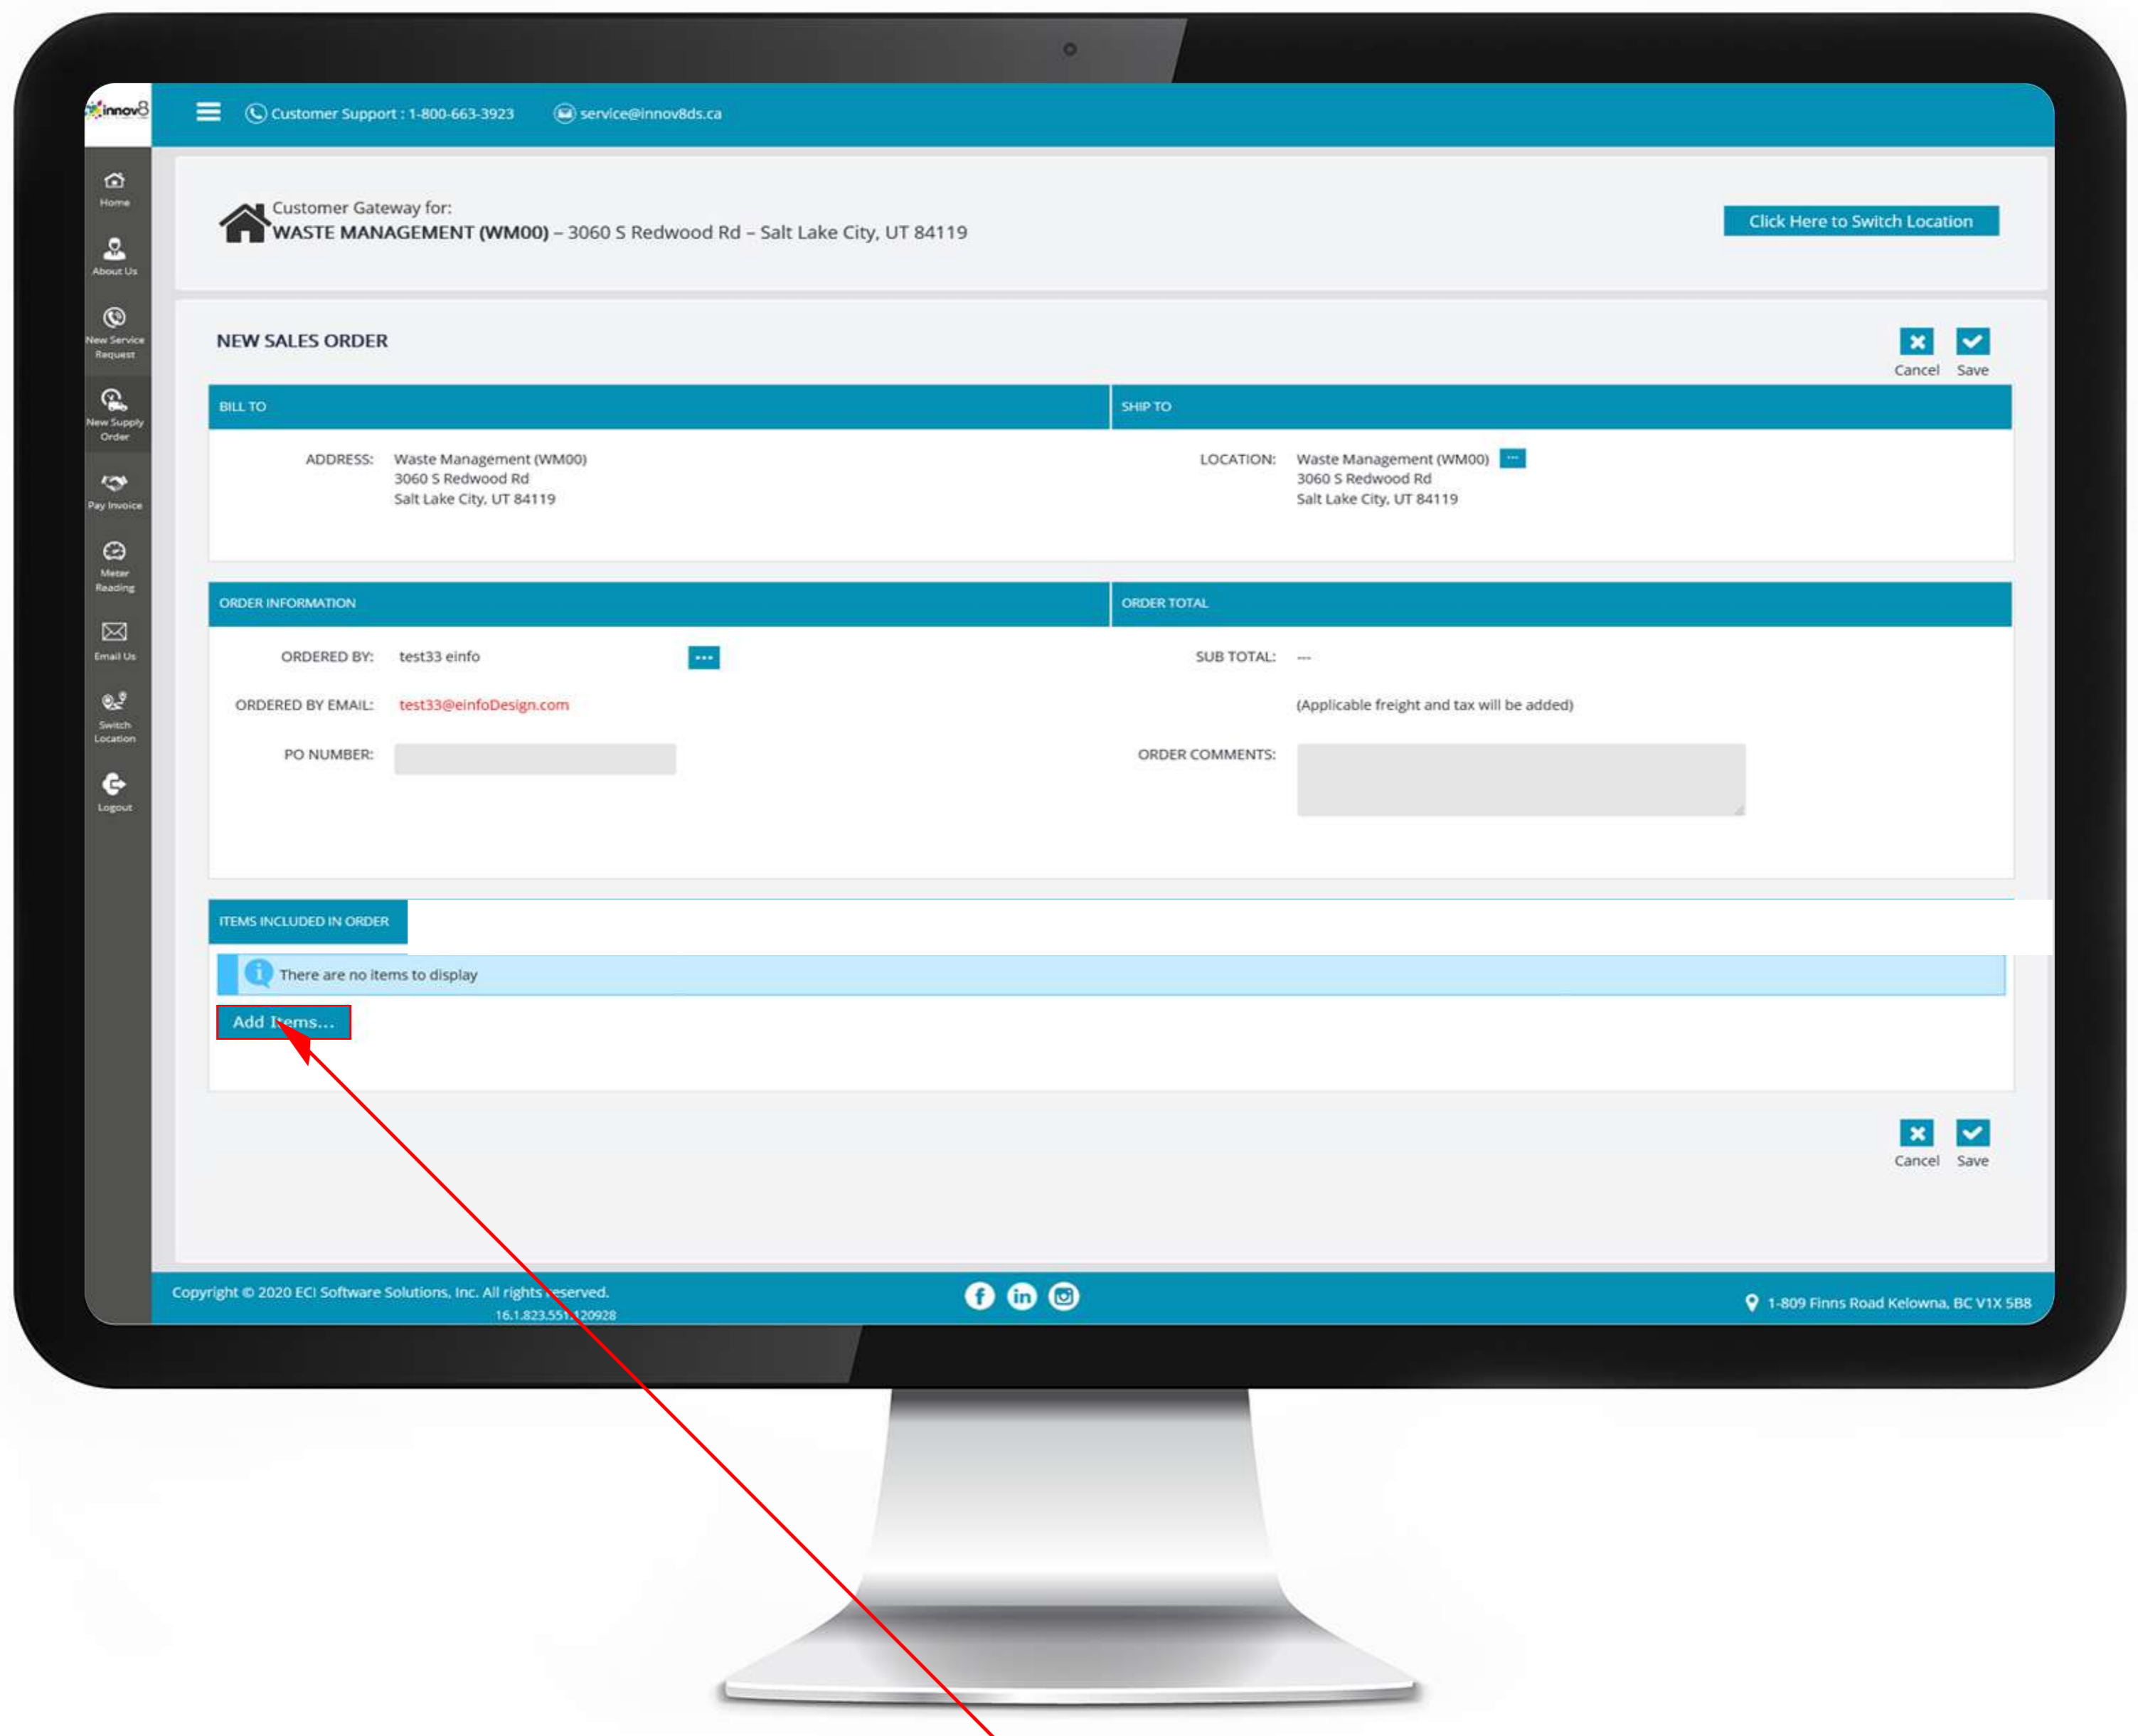 innov8
Customer Support : 1-800-663-3923
service@innov8ds.ca
Home
About Us
New Service
Request
New Supply
Order
Pay Invoice
Meter
Reading
Email Us
Switch
Location
Logout
Customer Gateway for:
WASTE MANAGEMENT (WM00) – 3060 S Redwood Rd – Salt Lake City, UT 84119
Click Here to Switch Location
NEW SALES ORDER
Cancel Save
BILL TO
SHIP TO
ADDRESS: Waste Management (WM00)
3060 S Redwood Rd
Salt Lake City, UT 84119
LOCATION: Waste Management (WM00) ...
3060 S Redwood Rd
Salt Lake City, UT 84119
ORDER INFORMATION
ORDER TOTAL
ORDERED BY: test33 einfo ...
ORDERED BY EMAIL: test33@einfoDesign.com
PO NUMBER:
SUB TOTAL: ---
(Applicable freight and tax will be added)
ORDER COMMENTS:
ITEMS INCLUDED IN ORDER
There are no items to display
Add Items...
Cancel Save
Copyright © 2020 ECI Software Solutions, Inc. All rights reserved.
16.1.823.551.120928
1-809 Finns Road Kelowna, BC V1X 5B8